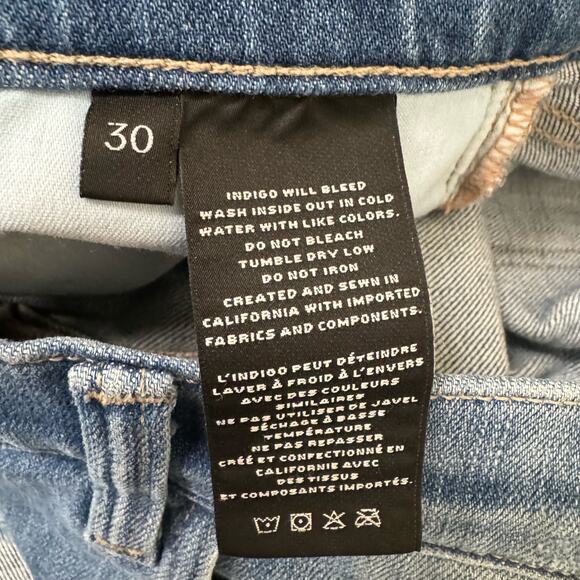 30
INDIGO WILL BLEED
WASH INSIDE OUT IN COLD
WATER WITH LIKE COLORS.
DO NOT BLEACH
TUMBLE DRY LOW
DO NOT IRON
CREATED AND SEWN IN
CALIFORNIA WITH IMPORTED
FABRICS AND COMPONENTS.
L'INDIGO PEUT DÉTEINDRE
LAVER À FROID À L'ENVERS
AVEC DES COULEURS
SIMILAIRES
NE PAS UTILISER DE JAVEL
SÉCHAGE À BASSE
TEMPÉRATURE
NE PAS REPASSER
CRÉÉ ET CONFECTIONNÉ EN
CALIFORNIE AVEC
DES TISSUS
ET COMPOSANTS IMPORTÉS.